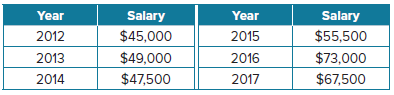 Year Salary Year Salary
2012 $45,000 2015 $55,500
2013 $49,000 2016 $73,000
2014 $47,500 2017 $67,500